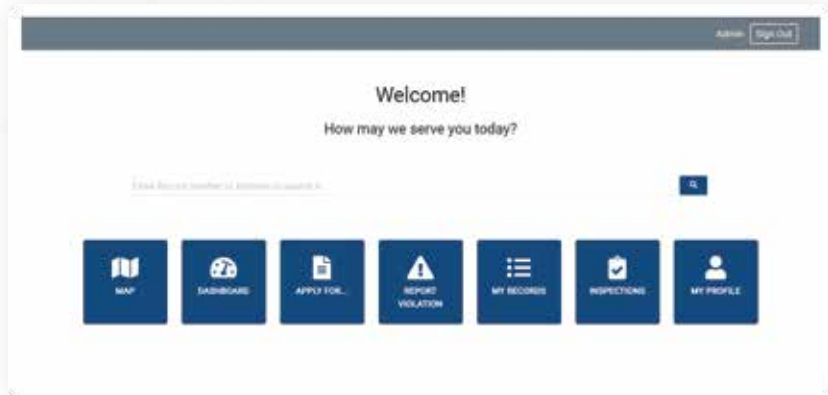 Admin Sign Out
Welcome!
How may we serve you today?
MAP
DASHBOARD
APPLY FOR...
REPORT
VIOLATION
MY RECORDS
INSPECTIONS
MY PROFILE